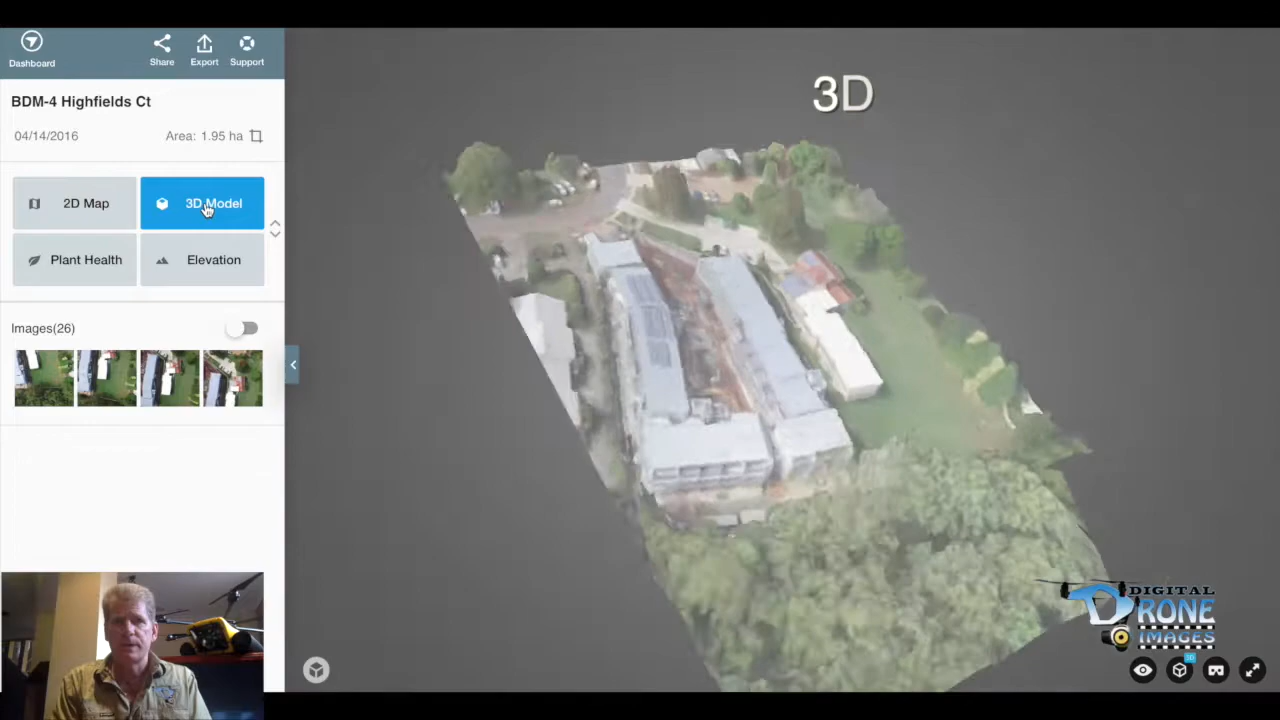 Dashboard
Share
Export
Support
BDM-4 Highfields Ct
04/14/2016
Area: 1.95 ha
2D Map
3D Model
Plant Health
Elevation
Images(26)
3D
DIGITAL
DRONE
IMAGES
3D